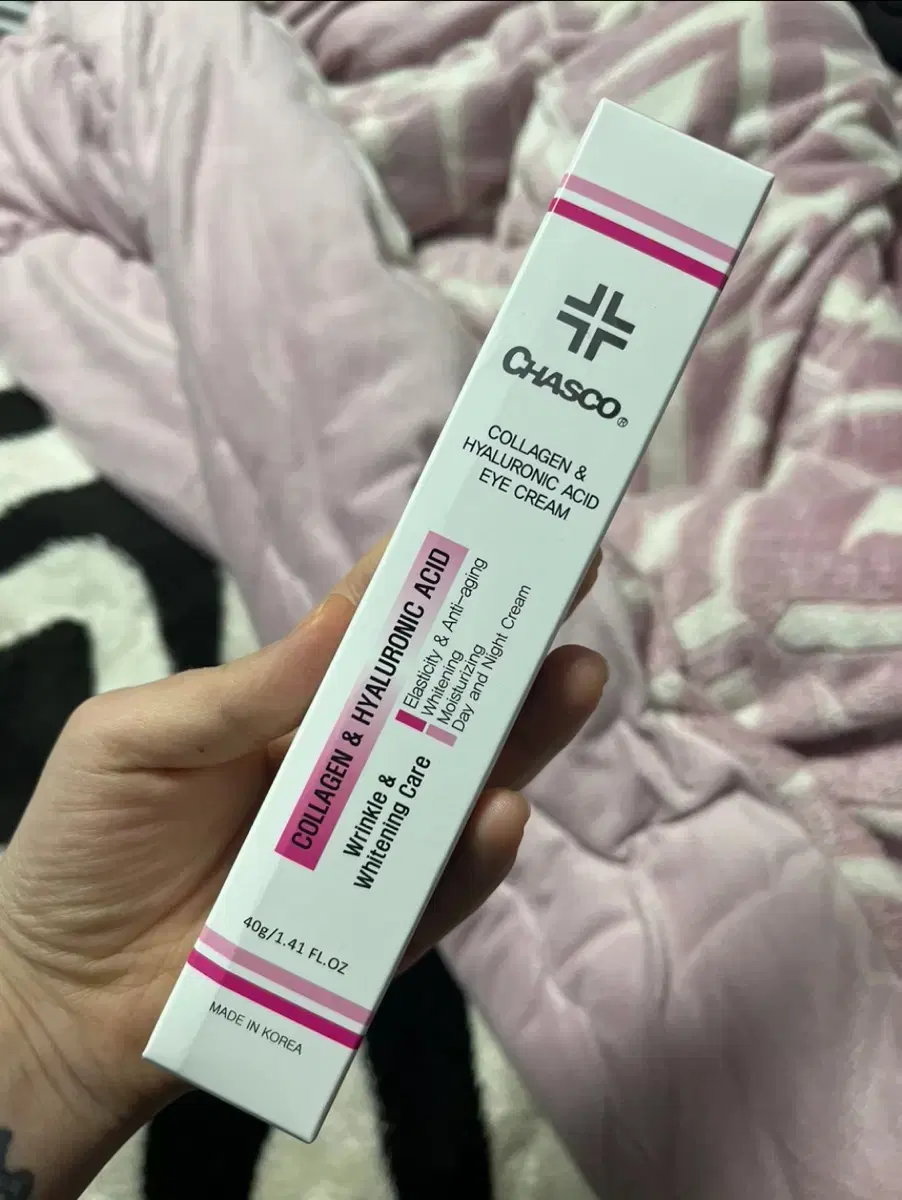 CHASCO®
COLLAGEN &
HYALURONIC ACID
EYE CREAM
COLLAGEN & HYALURONIC ACID
Wrinkle &
Whitening Care
Elasticity & Anti-aging
Whitening
Moisturizing
Day and Night Cream
40g/1.41 FL.OZ
MADE IN KOREA